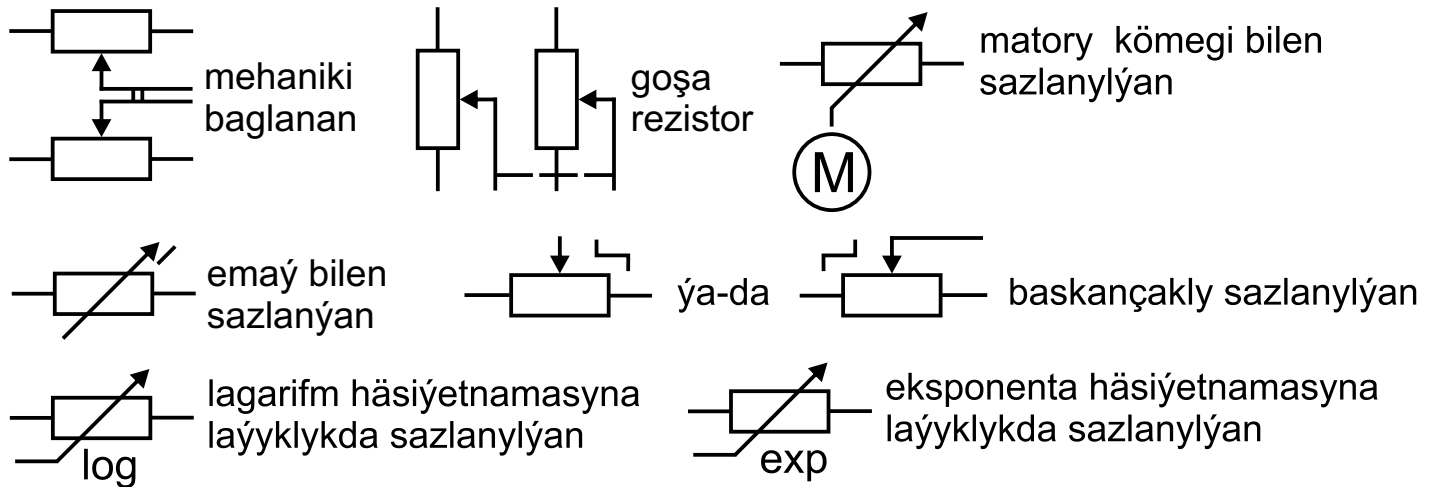 mehaniki
baglanan
goşa
rezistor
matory kömegi bilen
sazlanylýan
M
emaý bilen
sazlanýan
ýa-da
baskançakly sazlanylýan
lagarifm häsiýetnamasyna
laýyklykda sazlanylýan
log
eksponenta häsiýetnamasyna
laýyklykda sazlanylýan
exp